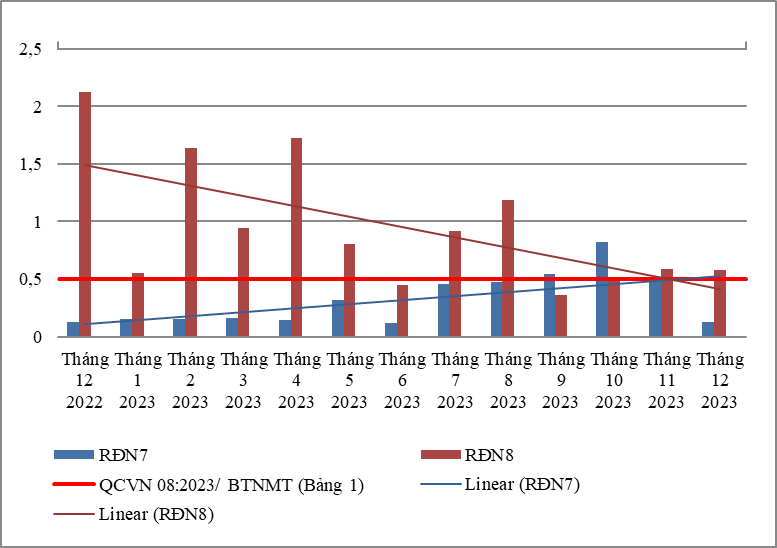 2,5
2
1,5
1
0,5
0
Tháng 12 2022
Tháng 1 2023
Tháng 2 2023
Tháng 3 2023
Tháng 4 2023
Tháng 5 2023
Tháng 6 2023
Tháng 7 2023
Tháng 8 2023
Tháng 9 2023
Tháng 10 2023
Tháng 11 2023
Tháng 12 2023
RĐN7
RĐN8
QCVN 08:2023/ BTNMT (Bảng 1)
Linear (RĐN7)
Linear (RĐN8)